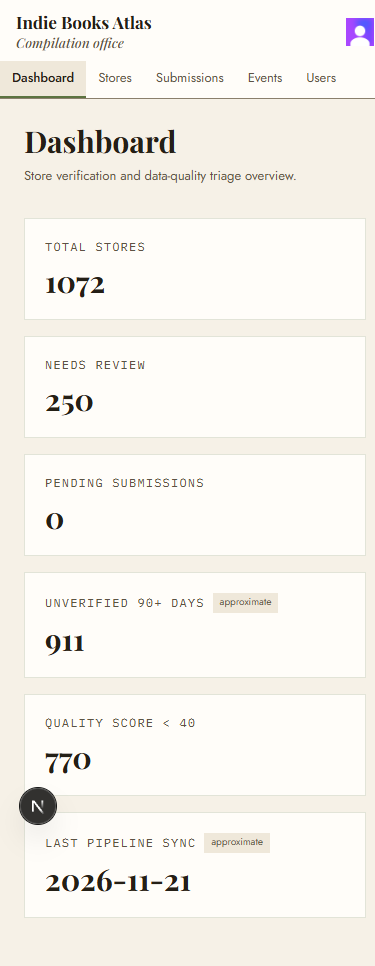 Indie Books Atlas
Compilation office
Dashboard Stores Submissions Events Users
Dashboard
Store verification and data-quality triage overview.
TOTAL STORES
1072
NEEDS REVIEW
250
PENDING SUBMISSIONS
0
UNVERIFIED 90+ DAYS approximate
911
QUALITY SCORE < 40
770
N
LAST PIPELINE SYNC approximate
2026-11-21